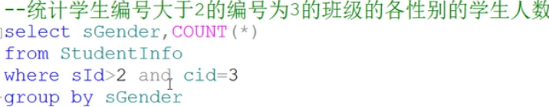 --统计学生编号大于2的编号为3的班级的各性别的学生人数
select sGender,COUNT(*)
from StudentInfo
where sId>2 and cid=3
group by sGender